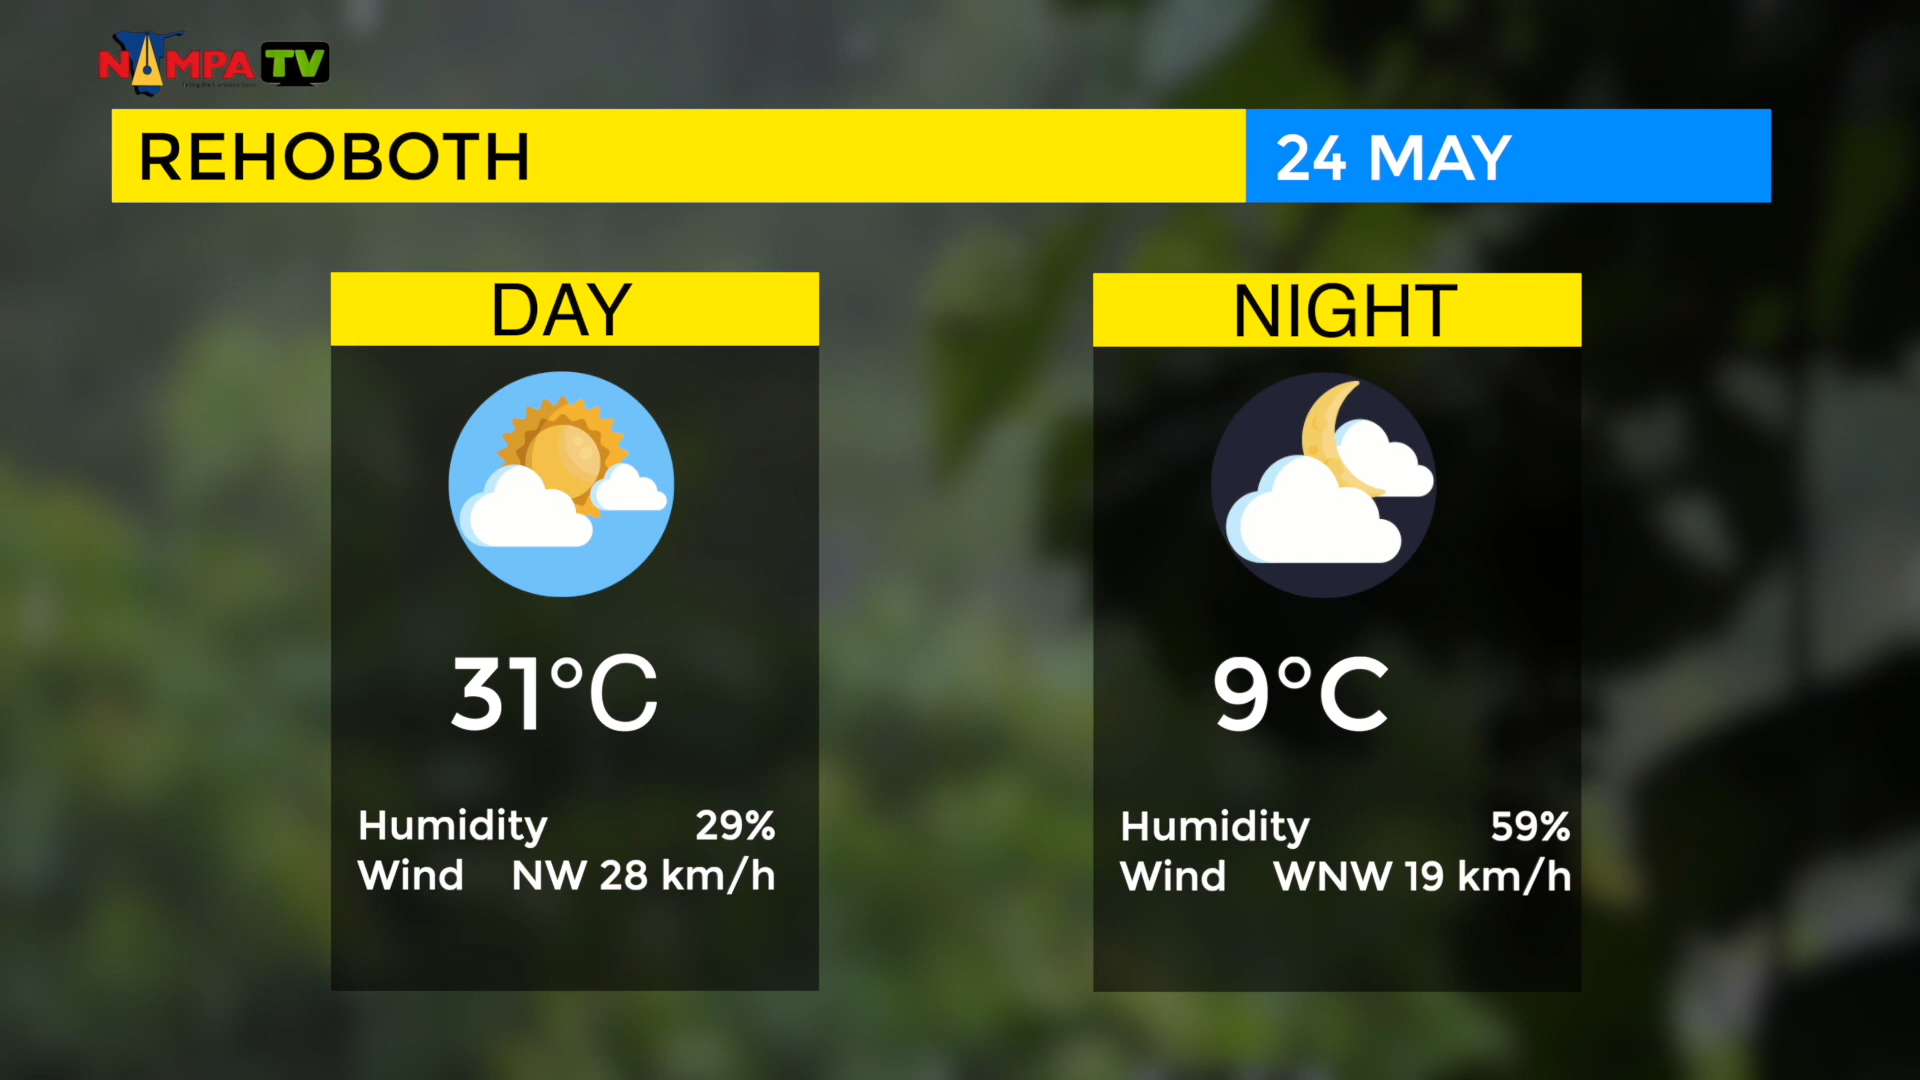 NAMPA TV
REHOBOTH
24 MAY
DAY
31°C
Humidity 29%
Wind NW 28 km/h
NIGHT
9°C
Humidity 59%
Wind WNW 19 km/h